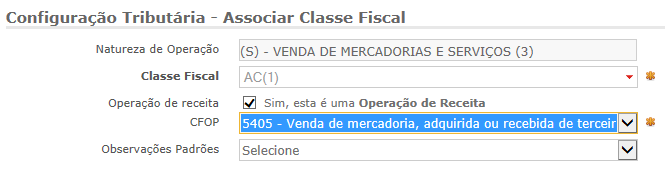 Configuração Tributária - Associar Classe Fiscal
Natureza de Operação (S) - VENDA DE MERCADORIAS E SERVIÇOS (3)
Classe Fiscal AC(1)
Operação de receita Sim, esta é uma Operação de Receita
CFOP 5405 - Venda de mercadoria, adquirida ou recebida de terceir
Observações Padrões Selecione